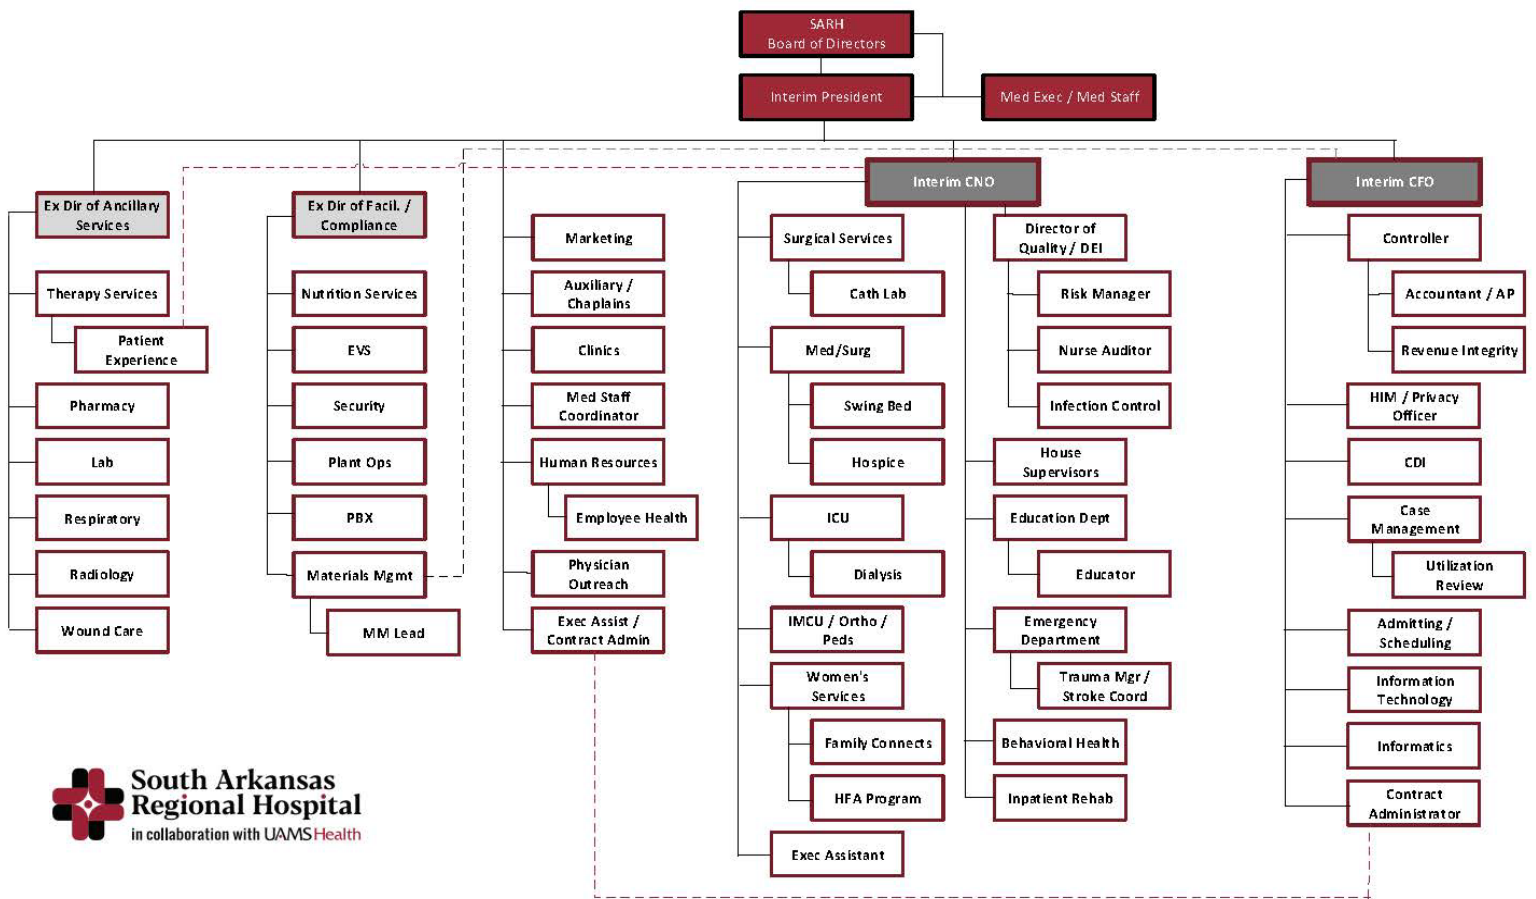 SARH
Board of Directors
Interim President
Med Exec / Med Staff
Interim CNO
Interim CFO
Ex Dir of Ancillary
Services
Therapy Services
Patient
Experience
Pharmacy
Lab
Respiratory
Radiology
Wound Care
Ex Dir of Facil. /
Compliance
Nutrition Services
EVS
Security
Plant Ops
PBX
Materials Mgmt
MM Lead
Marketing
Auxiliary /
Chaplains
Clinics
Med Staff
Coordinator
Human Resources
Employee Health
Physician
Outreach
Exec Assist /
Contract Admin
Surgical Services
Cath Lab
Med/Surg
Swing Bed
Hospice
ICU
Dialysis
IMCU / Ortho /
Peds
Women's
Services
Family Connects
HFA Program
Exec Assistant
Director of
Quality / DEI
Risk Manager
Nurse Auditor
Infection Control
House
Supervisors
Education Dept
Educator
Emergency
Department
Trauma Mgr /
Stroke Coord
Behavioral Health
Inpatient Rehab
Controller
Accountant / AP
Revenue Integrity
HIM / Privacy
Officer
CDI
Case
Management
Utilization
Review
Admitting /
Scheduling
Information
Technology
Informatics
Contract
Administrator
South Arkansas
Regional Hospital
in collaboration with UAMS Health